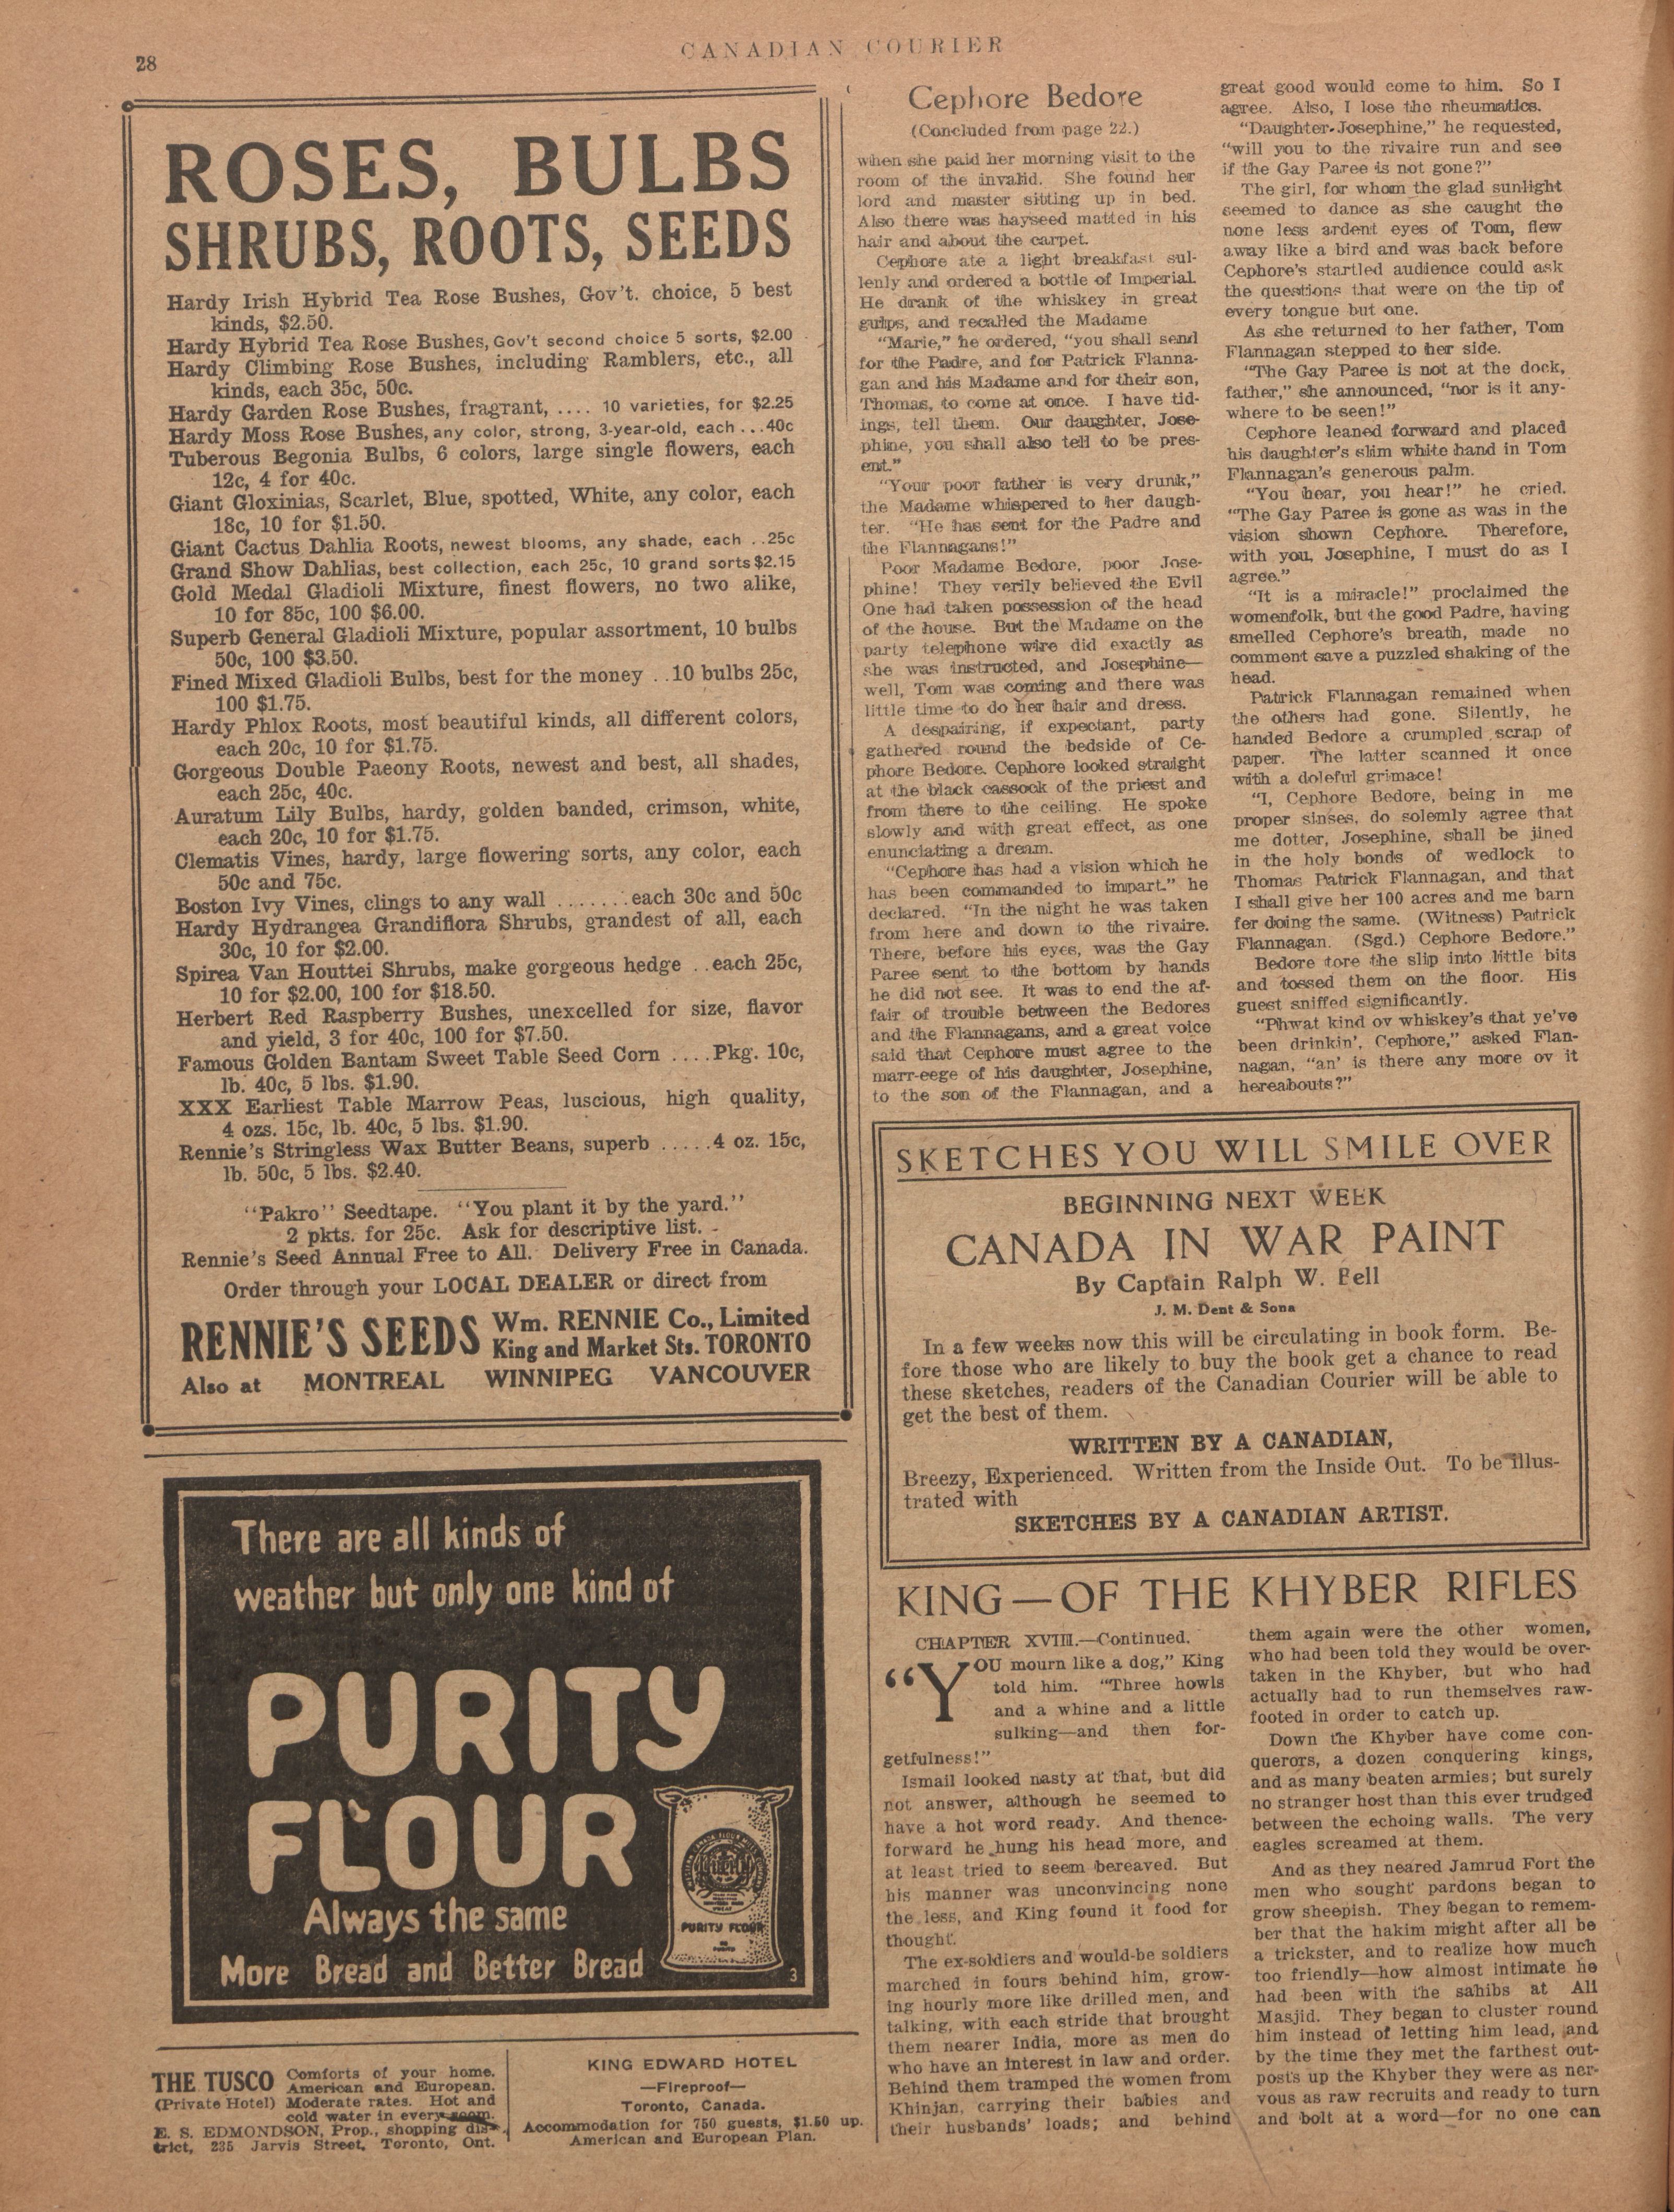 28
CANADIAN COURIER
ROSES, BULBS
SHRUBS, ROOTS, SEEDS
Hardy Irish Hybrid Tea Rose Bushes, Gov't. choice, 5 best
kinds, $2.50.
Hardy Hybrid Tea Rose Bushes, Gov't second choice 5 sorts, $2.00
Hardy Climbing Rose Bushes, including Ramblers, etc., all
kinds, each 35c, 50c.
Hardy Garden Rose Bushes, fragrant, .... 10 varieties, for $2.25
Hardy Moss Rose Bushes, any color, strong, 3-year-old, each ...40c
Tuberous Begonia Bulbs, 6 colors, large single flowers, each
12c, 4 for 40c.
Giant Gloxinias, Scarlet, Blue, spotted, White, any color, each
18c, 10 for $1.50.
Giant Cactus Dahlia Roots, newest blooms, any shade, each ..25c
Grand Show Dahlias, best collection, each 25c, 10 grand sorts $2.15
Gold Medal Gladioli Mixture, finest flowers, no two alike,
10 for 85c, 100 $6.00.
Superb General Gladioli Mixture, popular assortment, 10 bulbs
50c, 100 $3.50.
Fined Mixed Gladioli Bulbs, best for the money ..10 bulbs 25c,
100 $1.75.
Hardy Phlox Roots, most beautiful kinds, all different colors,
each 20c, 10 for $1.75.
Gorgeous Double Paeony Roots, newest and best, all shades,
each 25c, 40c.
Auratum Lily Bulbs, hardy, golden banded, crimson, white,
each 20c, 10 for $1.75.
Clematis Vines, hardy, large flowering sorts, any color, each
50c and 75c.
Boston Ivy Vines, clings to any wall .......each 30c and 50c
Hardy Hydrangea Grandiflora Shrubs, grandest of all, each
30c, 10 for $2.00.
Spirea Van Houttei Shrubs, make gorgeous hedge ..each 25c,
10 for $2.00, 100 for $18.50.
Herbert Red Raspberry Bushes, unexcelled for size, flavor
and yield, 3 for 40c, 100 for $7.50.
Famous Golden Bantam Sweet Table Seed Corn ....Pkg. 10c,
lb. 40c, 5 lbs. $1.90.
XXX Earliest Table Marrow Peas, luscious, high quality,
4 ozs. 15c, lb. 40c, 5 lbs. $1.90.
Rennie's Stringless Wax Butter Beans, superb .....4 oz. 15c,
lb. 50c, 5 lbs. $2.40.
"Pakro" Seedtape. "You plant it by the yard."
2 pkts. for 25c. Ask for descriptive list.
Rennie's Seed Annual Free to All. Delivery Free in Canada.
Order through your LOCAL DEALER or direct from
RENNIE'S SEEDS Wm. RENNIE Co., Limited
King and Market Sts. TORONTO
Also at MONTREAL WINNIPEG VANCOUVER
There are all kinds of
weather but only one kind of
PURITY
FLOUR
PURITY FLOUR
Always the same
More Bread and Better Bread
3
THE TUSCO
(Private Hotel)
Comforts of your home.
American and European.
Moderate rates. Hot and
cold water in every room.
E. S. EDMONDSON, Prop., shopping dis-
trict, 235 Jarvis Street, Toronto, Ont.
KING EDWARD HOTEL
—Fireproof—
Toronto, Canada.
Accommodation for 750 guests, $1.50 up.
American and European Plan.
Cephore Bedore
(Concluded from page 22.)
when she paid her morning visit to the
room of the invalid. She found her
lord and master sitting up in bed.
Also there was hayseed matted in his
hair and about the carpet.
Cephore ate a light breakfast sul-
lenly and ordered a bottle of Imperial.
He drank of the whiskey in great
gulps, and recalled the Madame
"Marie," he ordered, "you shall send
for the Padre, and for Patrick Flanna-
gan and his Madame and for their son,
Thomas, to come at once. I have tid-
ings, tell them. Our daughter, Jose-
phine, you shall also tell to be pres-
ent."
"Your poor father is very drunk,"
the Madame whispered to her daugh-
ter. "He has sent for the Padre and
the Flannagans!"
Poor Madame Bedore, poor Jose-
phine! They verily believed the Evil
One had taken possession of the head
of the house. But the Madame on the
party telephone wire did exactly as
she was instructed, and Josephine—
well, Tom was coming and there was
little time to do her hair and dress.
A despairing, if expectant, party
gathered round the bedside of Ce-
phore Bedore. Cephore looked straight
at the black cassock of the priest and
from there to the ceiling. He spoke
slowly and with great effect, as one
enunciating a dream.
"Cephore has had a vision which he
has been commanded to impart." he
declared. "In the night he was taken
from here and down to the rivaire.
There, before his eyes, was the Gay
Paree sent to the bottom by hands
he did not see. It was to end the af-
fair of trouble between the Bedores
and the Flannagans, and a great voice
said that Cephore must agree to the
marr-eege of his daughter, Josephine,
to the son of the Flannagan, and a
great good would come to him. So I
agree. Also, I lose the rheumatics.
"Daughter Josephine," he requested,
"will you to the rivaire run and see
if the Gay Paree is not gone?"
The girl, for whom the glad sunlight
seemed to dance as she caught the
none less ardent eyes of Tom, flew
away like a bird and was back before
Cephore's startled audience could ask
the questions that were on the tip of
every tongue but one.
As she returned to her father, Tom
Flannagan stepped to her side.
"The Gay Paree is not at the dock,
father," she announced, "nor is it any-
where to be seen!"
Cephore leaned forward and placed
his daughter's slim white hand in Tom
Flannagan's generous palm.
"You hear, you hear!" he cried.
"The Gay Paree is gone as was in the
vision shown Cephore. Therefore,
with you, Josephine, I must do as I
agree."
"It is a miracle!" proclaimed the
womenfolk, but the good Padre, having
smelled Cephore's breath, made no
comment save a puzzled shaking of the
head.
Patrick Flannagan remained when
the others had gone. Silently, he
handed Bedore a crumpled scrap of
paper. The latter scanned it once
with a doleful grimace!
"I, Cephore Bedore, being in me
proper sinses, do solemly agree that
me dotter, Josephine, shall be jined
in the holy bonds of wedlock to
Thomas Patrick Flannagan, and that
I shall give her 100 acres and me barn
fer doing the same. (Witness) Patrick
Flannagan. (Sgd.) Cephore Bedore."
Bedore tore the slip into little bits
and tossed them on the floor. His
guest sniffed significantly.
"Phwat kind ov whiskey's that ye've
been drinkin', Cephore," asked Flan-
nagan, "an' is there any more ov it
hereabouts?"
SKETCHES YOU WILL SMILE OVER
BEGINNING NEXT WEEK
CANADA IN WAR PAINT
By Captain Ralph W. Bell
J. M. Dent & Sons
In a few weeks now this will be circulating in book form. Be-
fore those who are likely to buy the book get a chance to read
these sketches, readers of the Canadian Courier will be able to
get the best of them.
WRITTEN BY A CANADIAN,
Breezy, Experienced. Written from the Inside Out. To be illus-
trated with
SKETCHES BY A CANADIAN ARTIST.
KING—OF THE KHYBER RIFLES
CHAPTER XVIII.—Continued.
"YOU mourn like a dog," King
told him. "Three howls
and a whine and a little
sulking—and then for-
getfulness!"
Ismail looked nasty at that, but did
not answer, although he seemed to
have a hot word ready. And thence-
forward he hung his head more, and
at least tried to seem bereaved. But
his manner was unconvincing none
the less, and King found it food for
thought.
The ex-soldiers and would-be soldiers
marched in fours behind him, grow-
ing hourly more like drilled men, and
talking, with each stride that brought
them nearer India, more as men do
who have an interest in law and order.
Behind them tramped the women from
Khinjan, carrying their babies and
their husbands' loads; and behind
them again were the other women,
who had been told they would be over-
taken in the Khyber, but who had
actually had to run themselves raw-
footed in order to catch up.
Down the Khyber have come con-
querors, a dozen conquering kings,
and as many beaten armies; but surely
no stranger host than this ever trudged
between the echoing walls. The very
eagles screamed at them.
And as they neared Jamrud Fort the
men who sought pardons began to
grow sheepish. They began to remem-
ber that the hakim might after all be
a trickster, and to realize how much
too friendly—how almost intimate he
had been with the sahibs at Ali
Masjid. They began to cluster round
him instead of letting him lead, and
by the time they met the farthest out-
posts up the Khyber they were as ner-
vous as raw recruits and ready to turn
and bolt at a word—for no one can